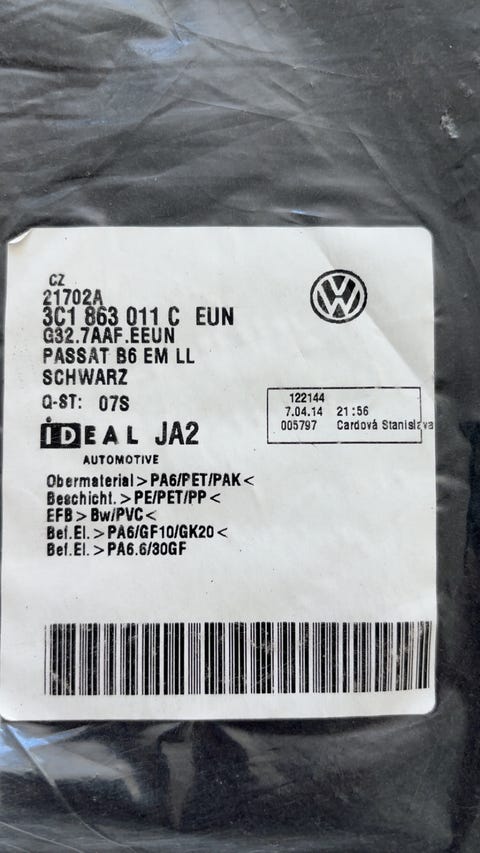 CZ
21702A
3C1 863 011 C EUN
G32.7AAF.EEUN
PASSAT B6 EM LL
SCHWARZ
Q-ST: 07S
122144
7.04.14 21:56
005797 Cardová Stanislava
IDEAL JA2
AUTOMOTIVE
Obermaterial>PA6/PET/PAK<
Beschicht.>PE/PET/PP<
EFB>Bw/PVC<
Bef.El.>PA6/GF10/GK20<
Bef.El.>PA6.6/30GF